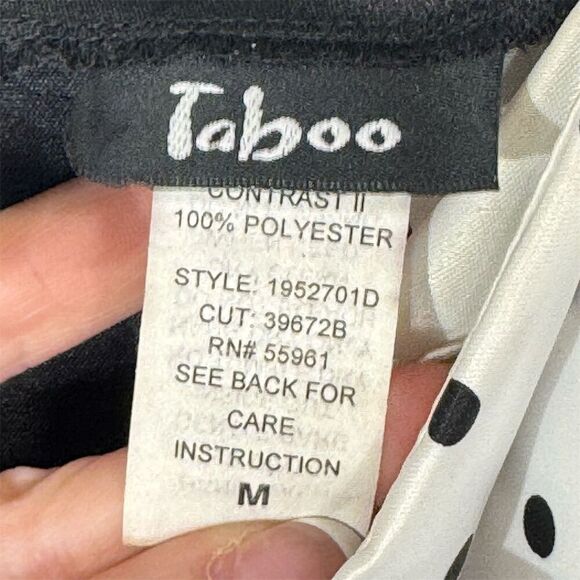 Taboo
CONTRAST II
100% POLYESTER
STYLE: 1952701D
CUT: 39672B
RN# 55961
SEE BACK FOR
CARE
INSTRUCTION
M